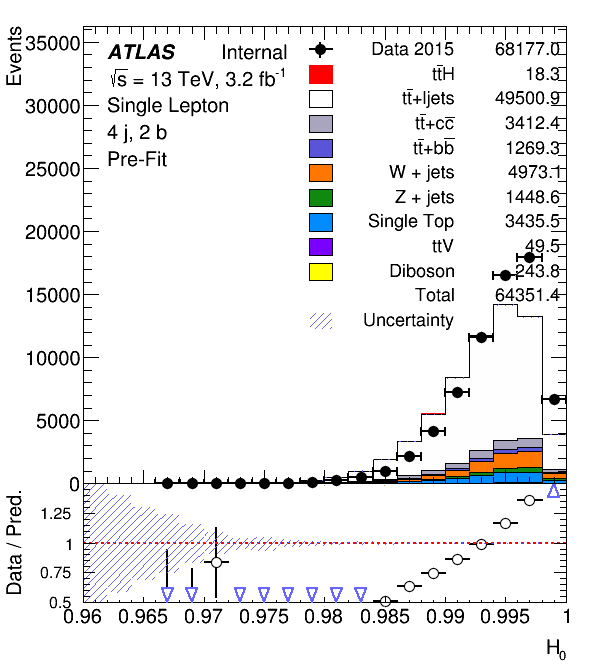 Events
35000
30000
25000
20000
15000
10000
5000
0
ATLAS Internal
√s = 13 TeV, 3.2 fb⁻¹
Single Lepton
4 j, 2 b
Pre-Fit
Data 2015 68177.0
tt̄H 18.3
tt̄+ljets 49500.9
tt̄+cc̄ 3412.4
tt̄+bb̄ 1269.3
W + jets 4973.1
Z + jets 1448.6
Single Top 3435.5
ttV 49.5
Diboson 243.8
Total 64351.4
Uncertainty
Data / Pred.
1.25
1
0.75
0.5
0.96 0.965 0.97 0.975 0.98 0.985 0.99 0.995 1
H₀